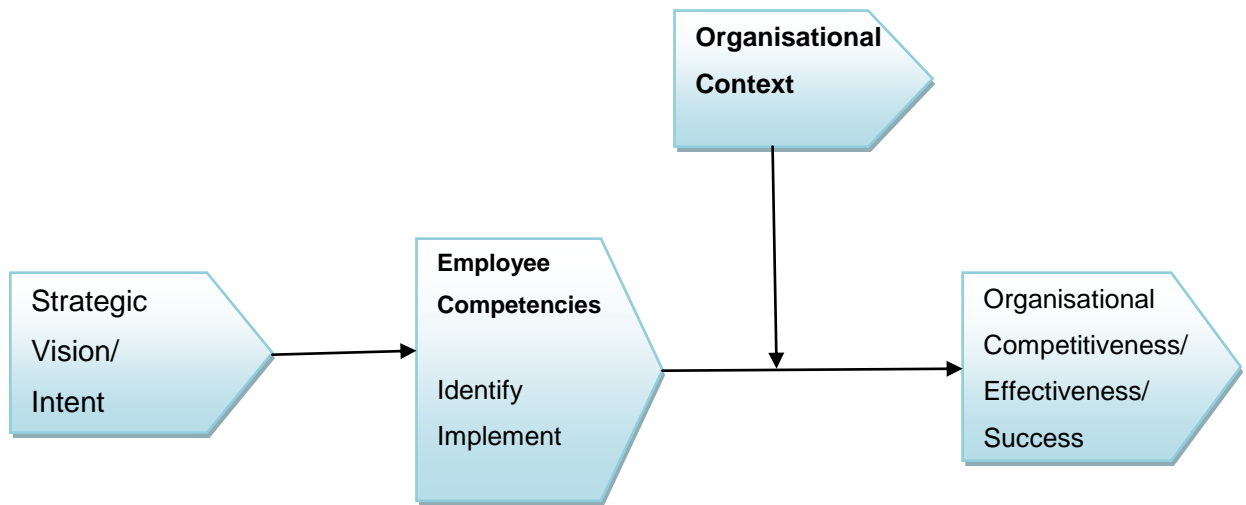 Organisational
Context
Strategic
Vision/
Intent
Employee
Competencies
Identify
Implement
Organisational
Competitiveness/
Effectiveness/
Success